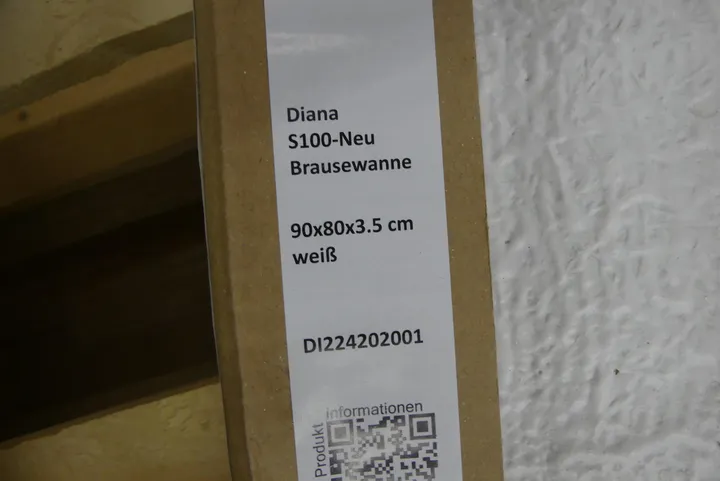 Diana
S100-Neu
Brausewanne
90x80x3.5 cm
weiß
DI224202001
Produkt
informationen